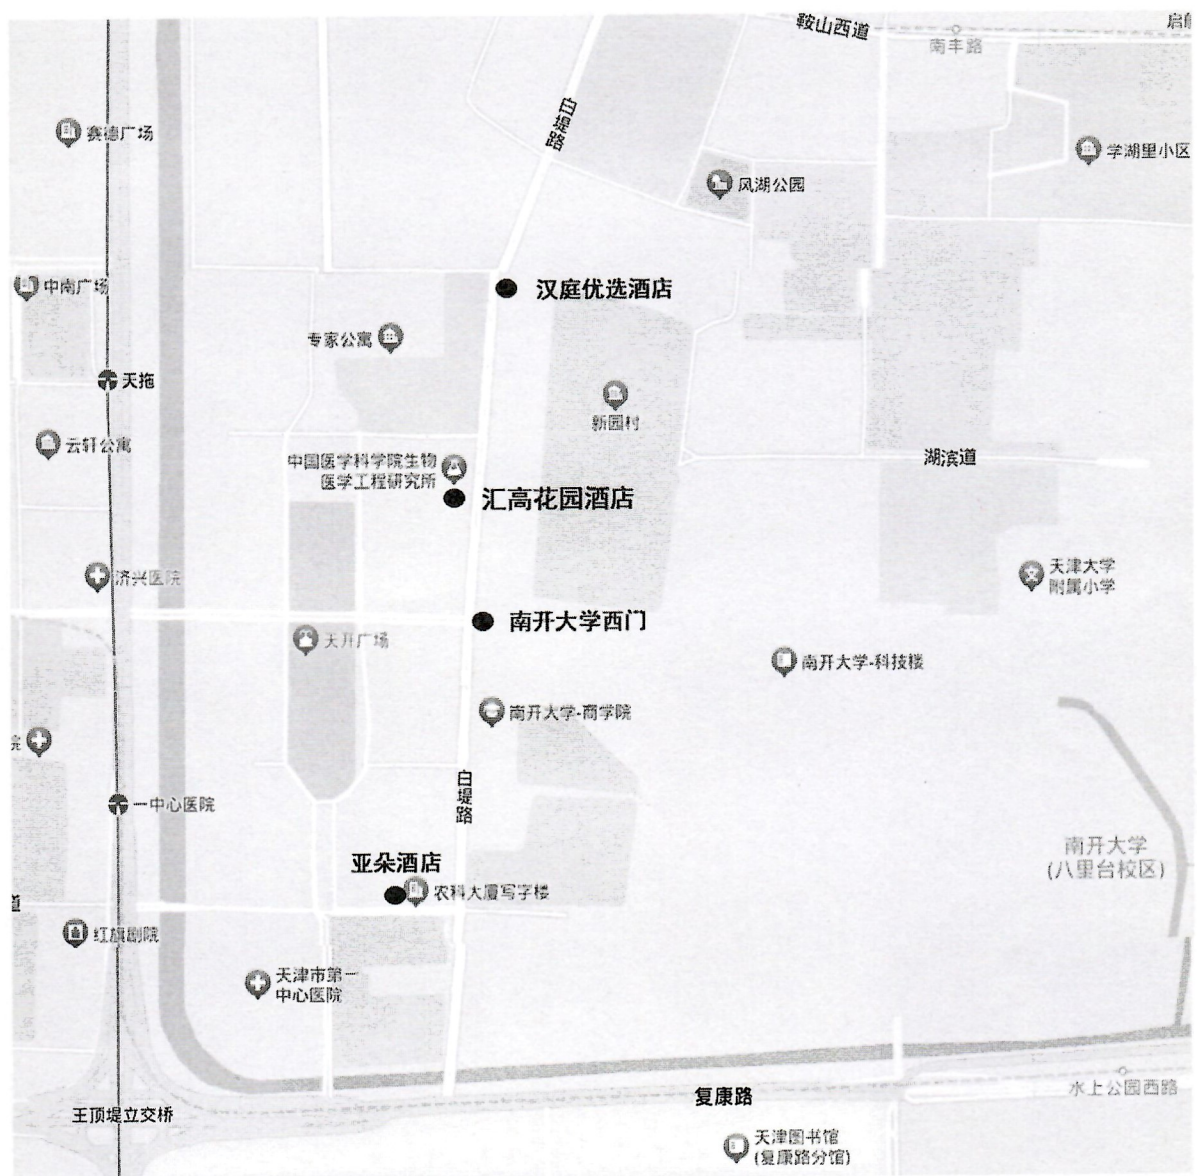 鞍山西道
南丰路
白堤路
赛德广场
学湖里小区
风湖公园
中南广场
汉庭优选酒店
专家公寓
天拖
新园村
云轩公寓
湖滨道
中国医学科学院生物
医学工程研究所
汇高花园酒店
天津大学
附属小学
济兴医院
南开大学西门
天开广场
南开大学-科技楼
南开大学-商学院
院
白堤路
一中心医院
南开大学
(八里台校区)
亚朵酒店
农科大厦写字楼
道
红旗剧院
天津市第一
中心医院
水上公园西路
复康路
王顶堤立交桥
天津图书馆
(复康路分馆)